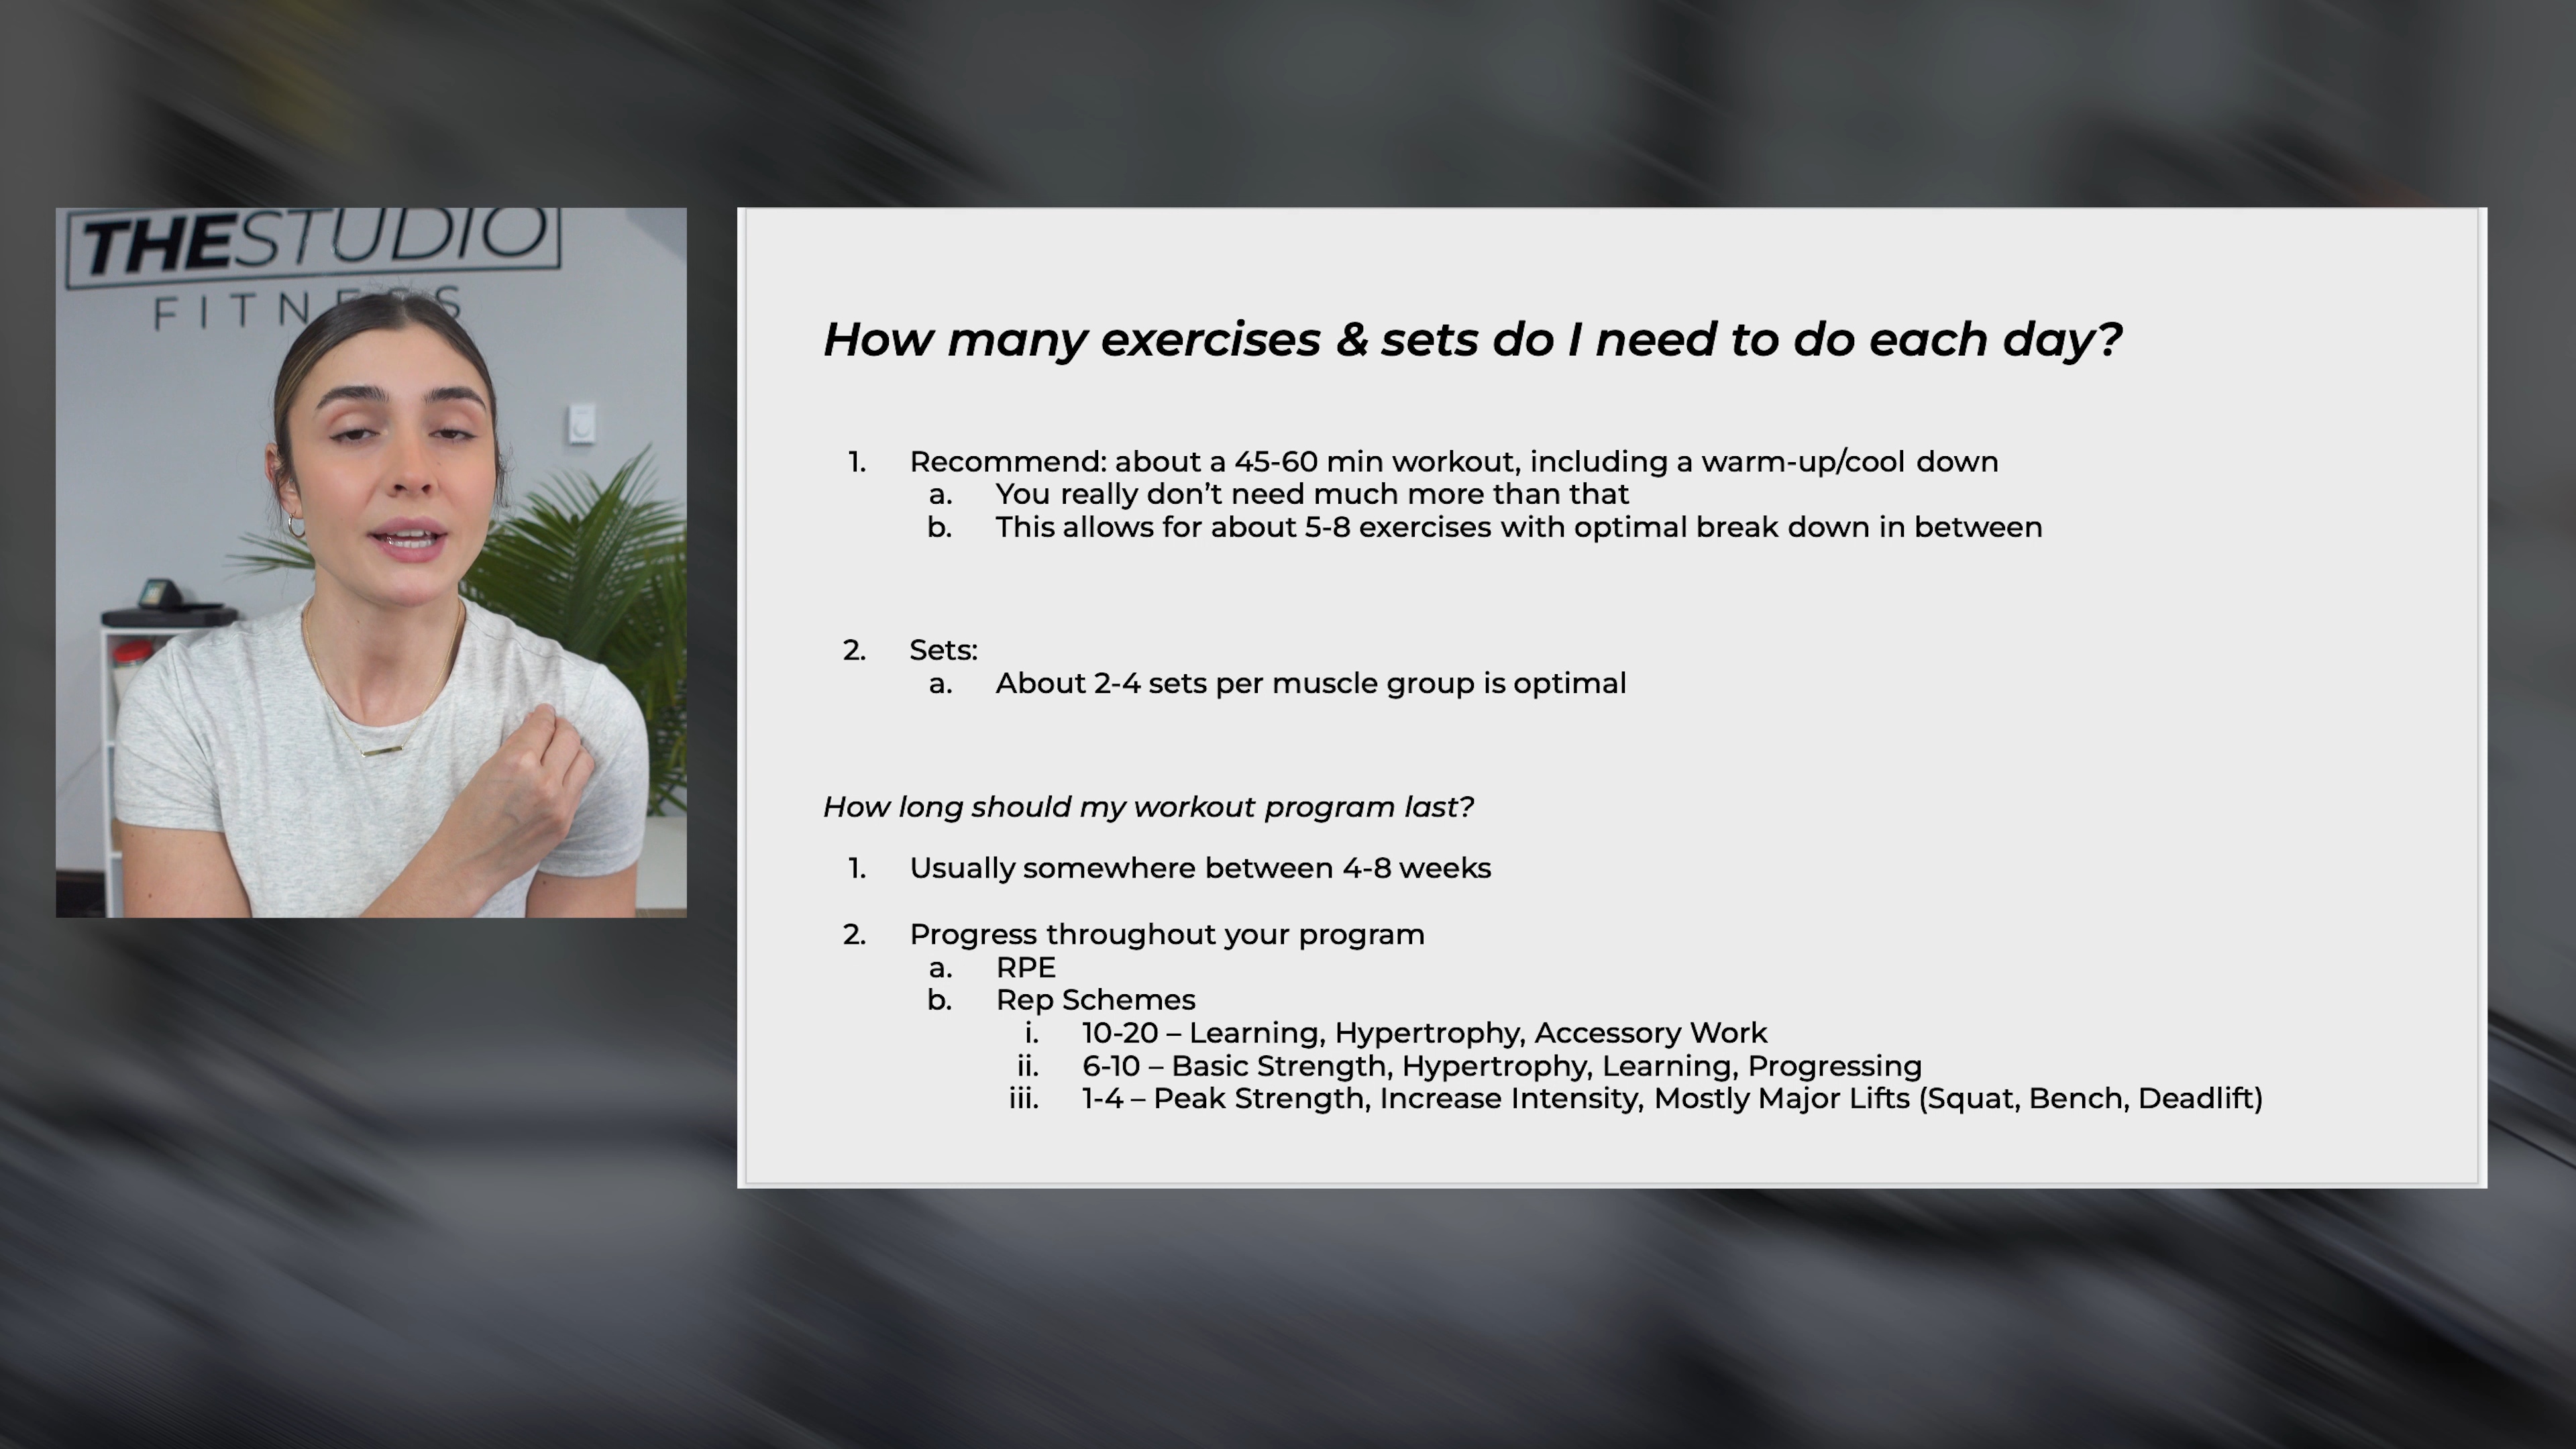 THESTUDIO
FITNESS
How many exercises & sets do I need to do each day?
1. Recommend: about a 45-60 min workout, including a warm-up/cool down
a. You really don’t need much more than that
b. This allows for about 5-8 exercises with optimal break down in between
2. Sets:
a. About 2-4 sets per muscle group is optimal
How long should my workout program last?
1. Usually somewhere between 4-8 weeks
2. Progress throughout your program
a. RPE
b. Rep Schemes
i. 10-20 – Learning, Hypertrophy, Accessory Work
ii. 6-10 – Basic Strength, Hypertrophy, Learning, Progressing
iii. 1-4 – Peak Strength, Increase Intensity, Mostly Major Lifts (Squat, Bench, Deadlift)